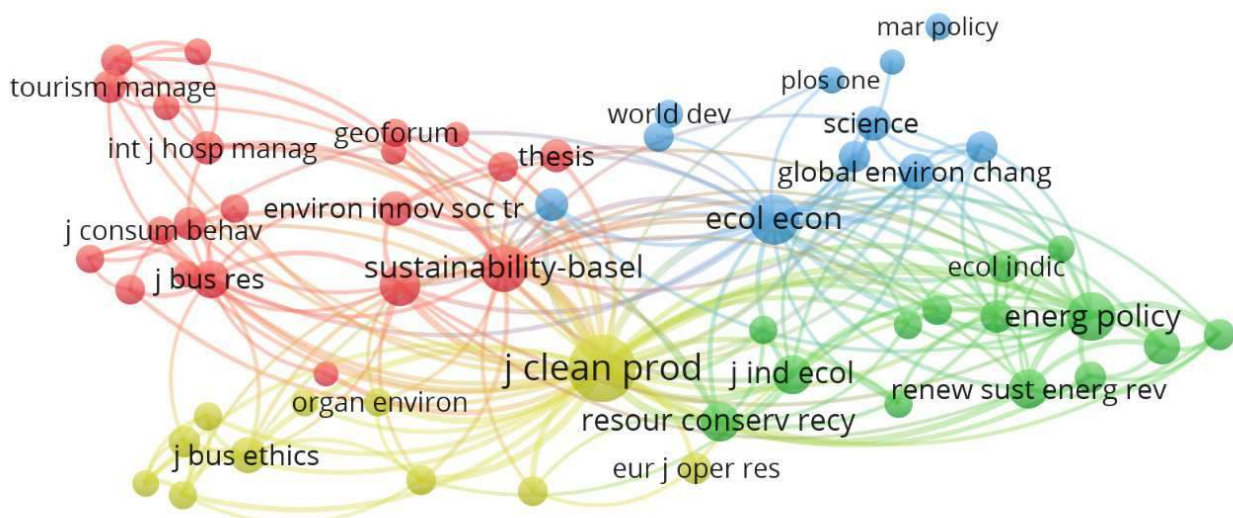 mar policy
tourism manage
plos one
world dev
science
geoforum
int j hosp manag
thesis
global environ chang
environ innov soc tr
ecol econ
j consum behav
j bus res
sustainability-basel
ecol indic
energ policy
j clean prod
j ind ecol
renew sust energ rev
organ environ
resour conserv recy
j bus ethics
eur j oper res